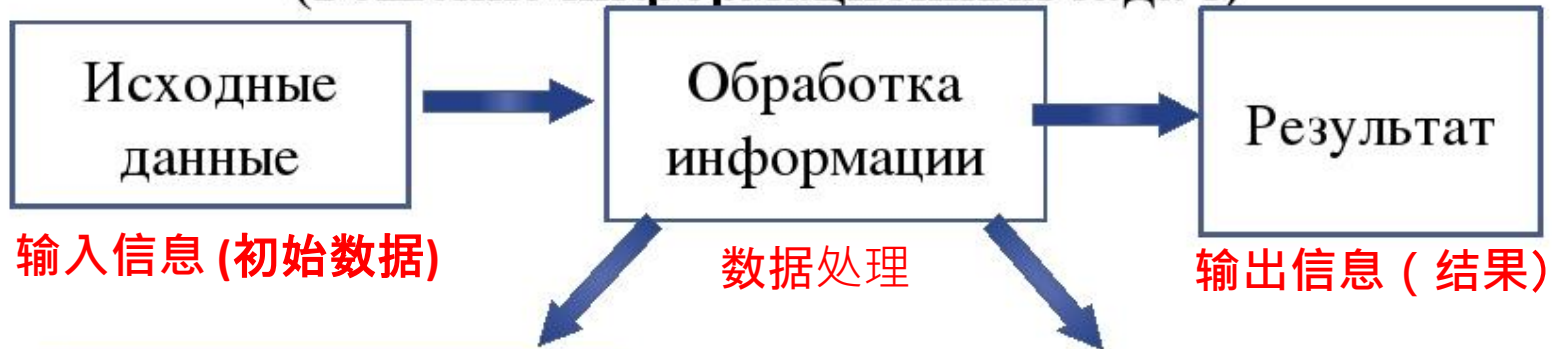 Исходные
данные
Обработка
информации
Результат
输入信息 (初始数据)
数据处理
输出信息（结果）